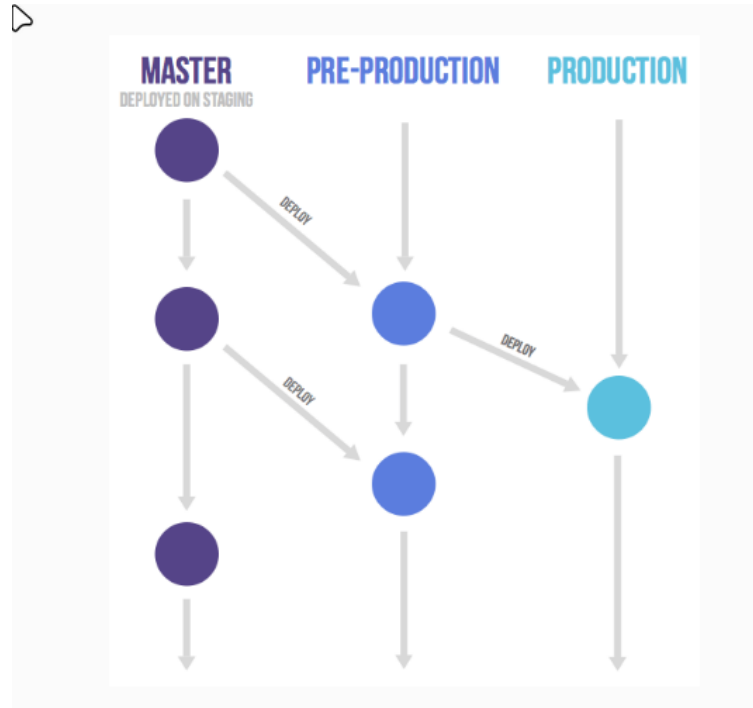 MASTER
DEPLOYED ON STAGING
PRE-PRODUCTION
PRODUCTION
DEPLOY
DEPLOY
DEPLOY